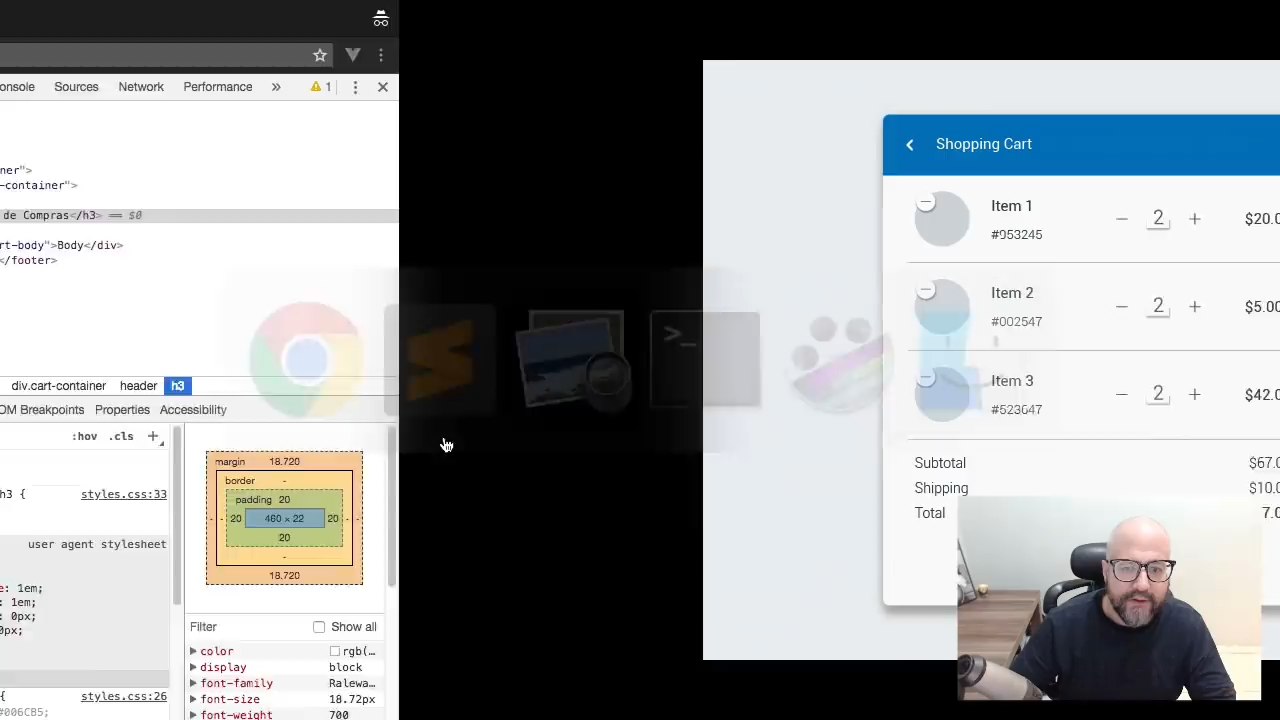 onsole Sources Network Performance » 1
ner">
-container">
de Compras</h3> == $0
rt-body">Body</div>
</footer>
div.cart-container header h3
OM Breakpoints Properties Accessibility
:hov .cls +
h3 { styles.css:33
user agent stylesheet
e: 1em;
: 1em;
: 0px;
0px;
{ styles.css:26
#006CB5;
margin 18.720
border -
padding 20
- - 20 460 × 22 20 - -
20
-
18.720
Filter Show all
color rgb(…
display block
font-family Ralewa…
font-size 18.72px
font-weight 700
>_
Shopping Cart
Item 1
#953245
− 2 + $20.0
Item 2
#002547
− 2 + $5.00
Item 3
#523647
− 2 + $42.0
Subtotal $67.0
Shipping $10.0
Total 7.0